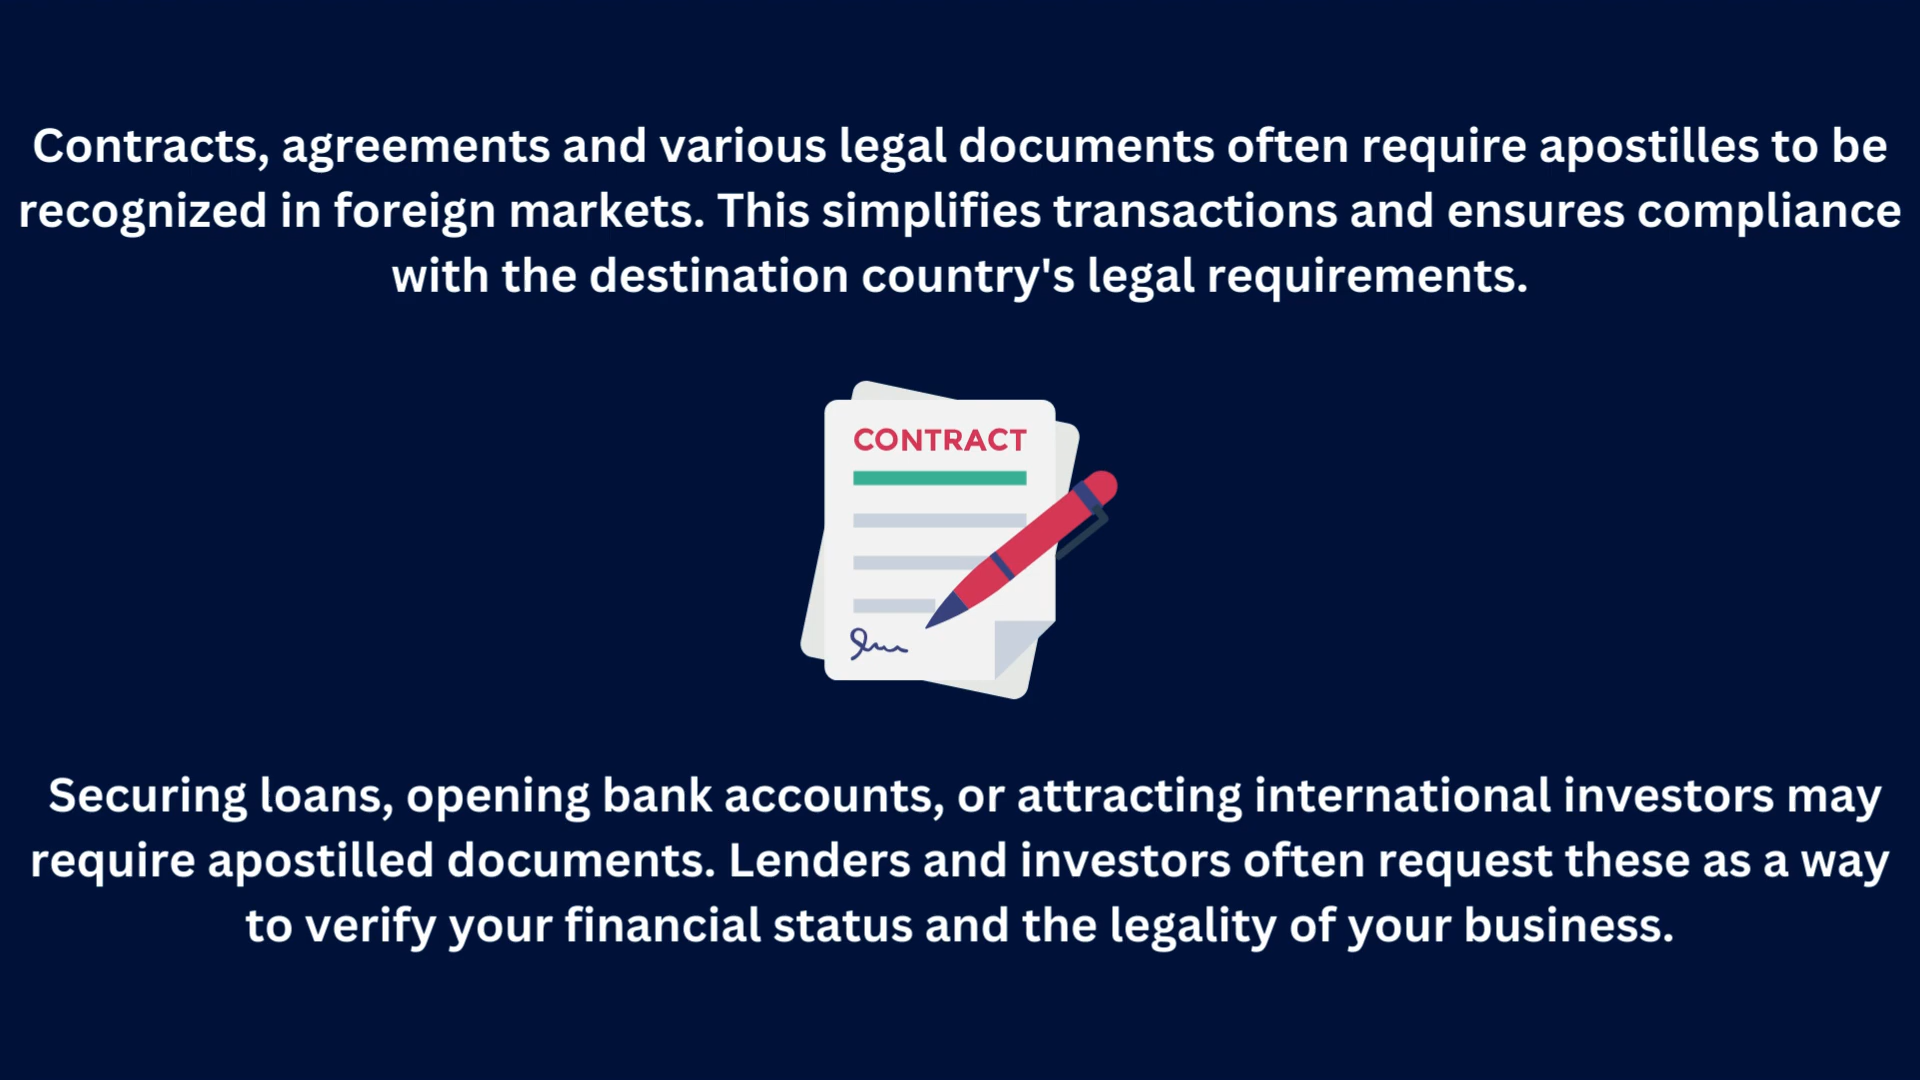 Contracts, agreements and various legal documents often require apostilles to be
recognized in foreign markets. This simplifies transactions and ensures compliance
with the destination country's legal requirements.
CONTRACT
Securing loans, opening bank accounts, or attracting international investors may
require apostilled documents. Lenders and investors often request these as a way
to verify your financial status and the legality of your business.